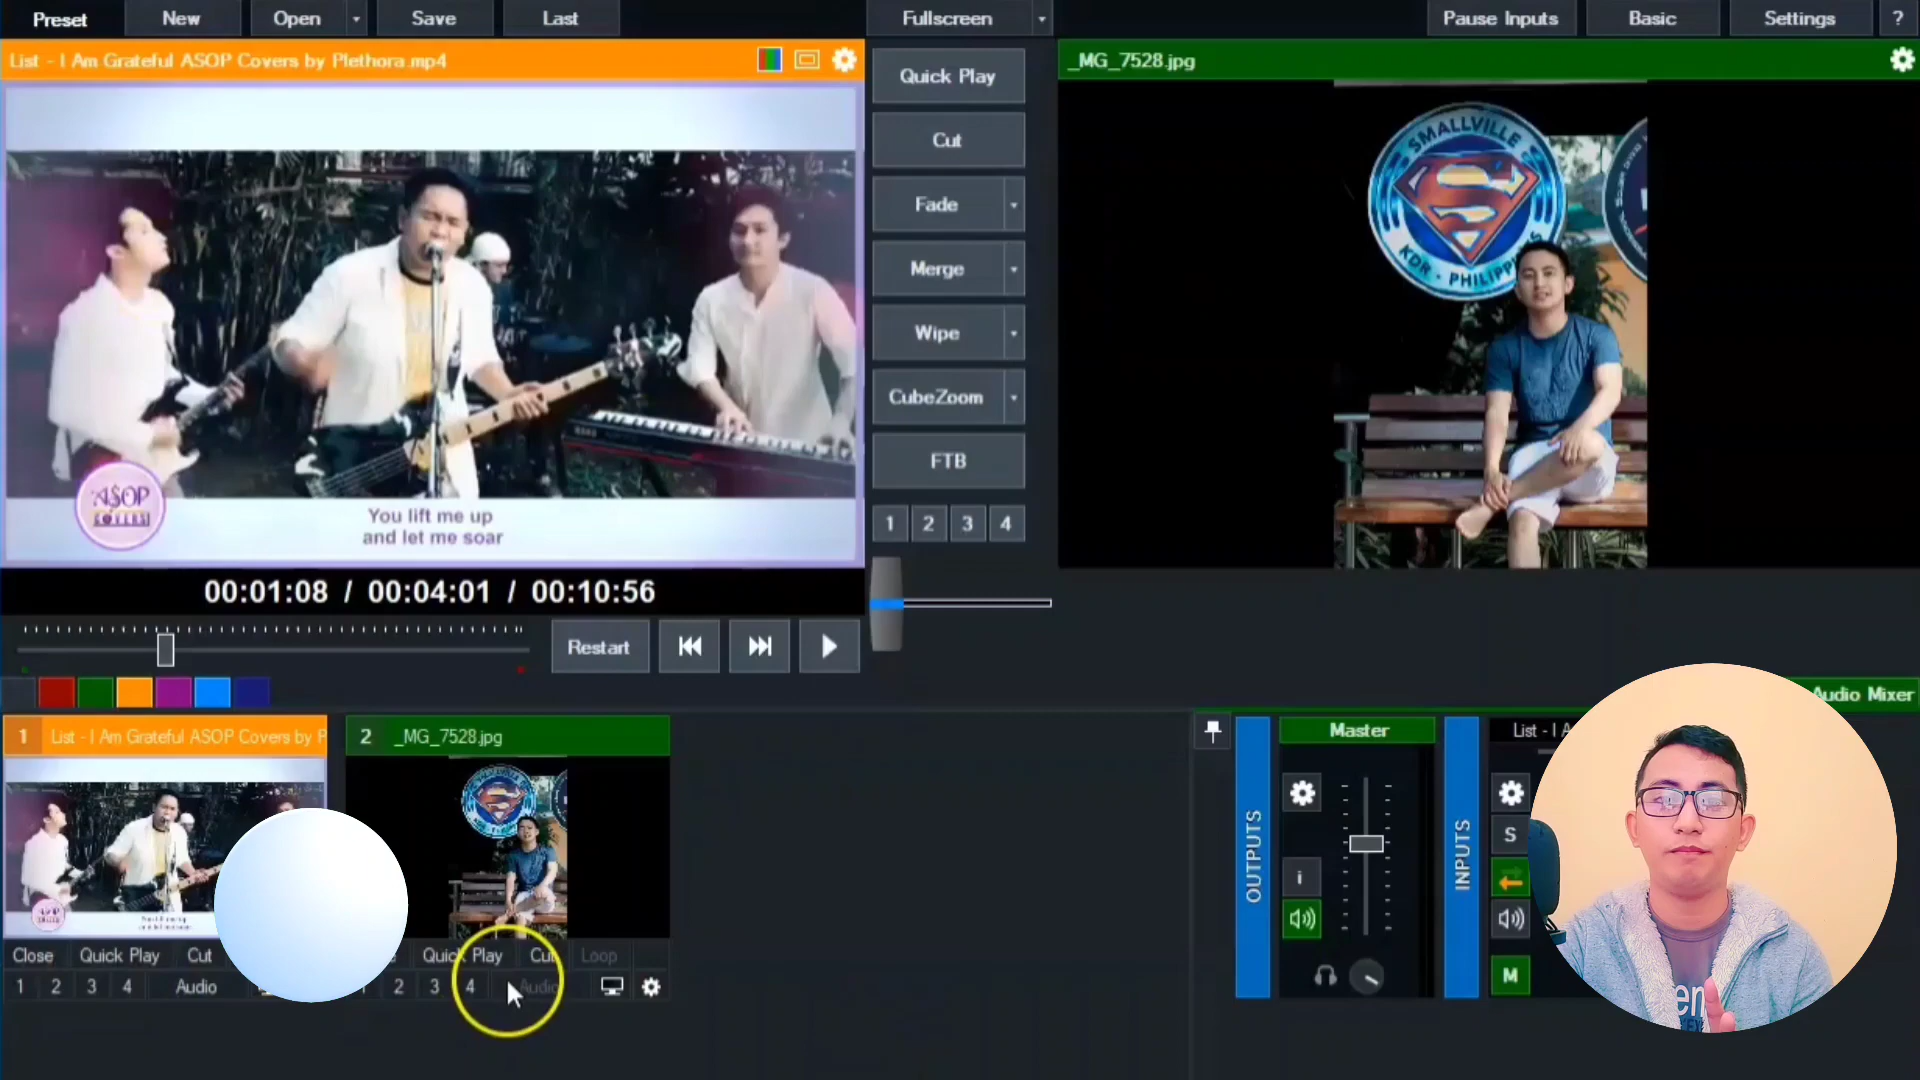 Preset
New
Open
Save
Last
Fullscreen
Pause Inputs
Basic
Settings
?
List - I Am Grateful ASOP Covers by Plethora.mp4
_MG_7528.jpg
Quick Play
Cut
Fade
Merge
Wipe
CubeZoom
FTB
1 2 3 4
SMALLVILLE
KDR - PHILIPP
S
ASOP
COVERS
You lift me up
and let me soar
00:01:08 / 00:04:01 / 00:10:56
Restart
Audio Mixer
1 List - I Am Grateful ASOP Covers by P
2 _MG_7528.jpg
Master
List - I A
OUTPUTS
INPUTS
S
i
M
Close Quick Play Cut
Quick Play Cut Loop
1 2 3 4 Audio
2 3 4 Audio